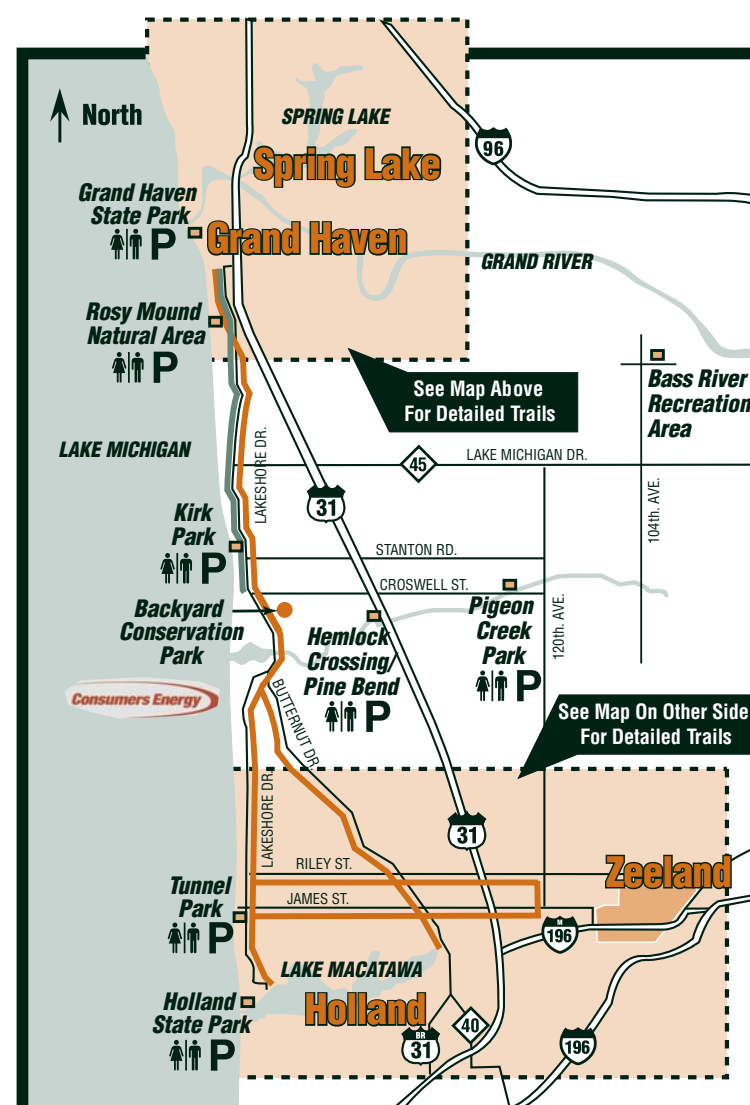 North
SPRING LAKE
Spring Lake
96
Grand Haven
State Park
P
Grand Haven
GRAND RIVER
Rosy Mound
Natural Area
P
See Map Above
For Detailed Trails
Bass River
Recreation
Area
LAKE MICHIGAN
LAKESHORE DR.
45
LAKE MICHIGAN DR.
31
104th. AVE.
Kirk
Park
P
STANTON RD.
CROSWELL ST.
Backyard
Conservation
Park
Hemlock
Crossing/
Pine Bend
P
Pigeon
Creek
Park
P
120th. AVE.
Consumers Energy
BUTTERNUT DR.
See Map On Other Side
For Detailed Trails
LAKESHORE DR.
31
RILEY ST.
Zeeland
Tunnel
Park
P
JAMES ST.
M
196
LAKE MACATAWA
Holland
Holland
State Park
P
BR
31
40
196